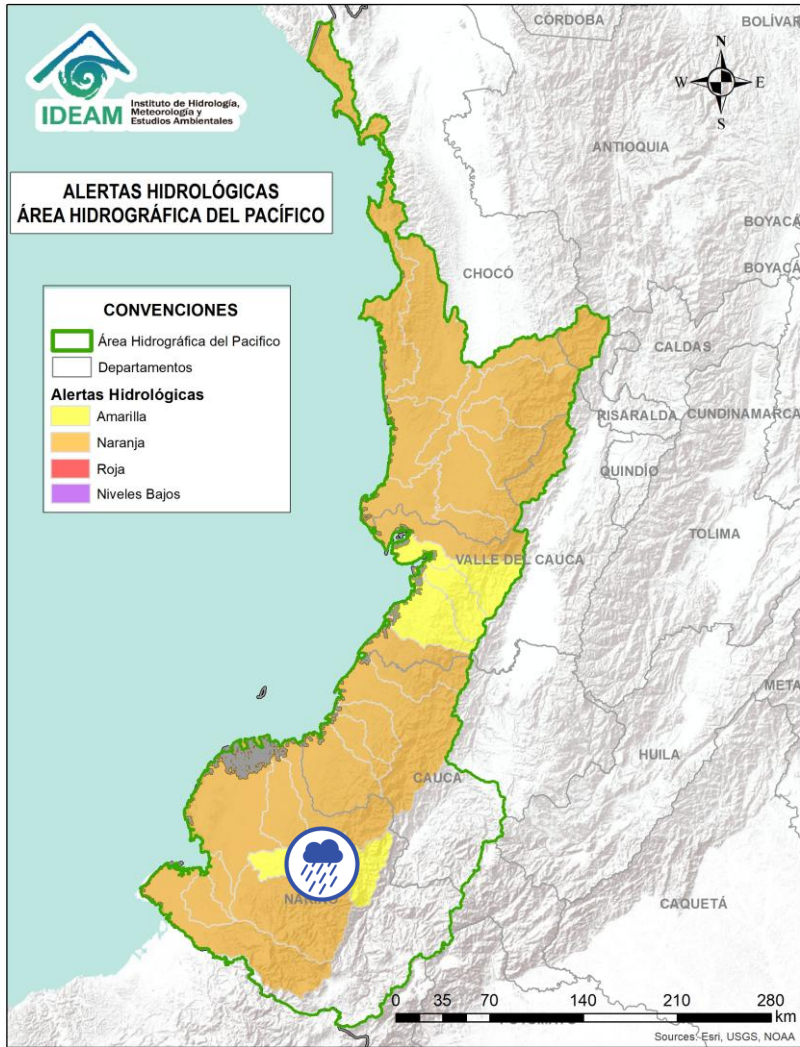 IDEAM
Instituto de Hidrología,
Meteorología y
Estudios Ambientales
ALERTAS HIDROLÓGICAS
ÁREA HIDROGRÁFICA DEL PACÍFICO
CONVENCIONES
Área Hidrográfica del Pacifico
Departamentos
Alertas Hidrológicas
Amarilla
Naranja
Roja
Niveles Bajos
N
W E
S
CÓRDOBA
BOLÍVAR
ANTIOQUIA
BOYACÁ
CHOCÓ
BOYACÁ
CALDAS
RISARALDA
CUNDINAMARCA
QUINDÍO
TOLIMA
VALLE DEL CAUCA
META
HUILA
CAUCA
CAQUETÁ
0 35 70 140 210 280
km
Sources: Esri, USGS, NOAA